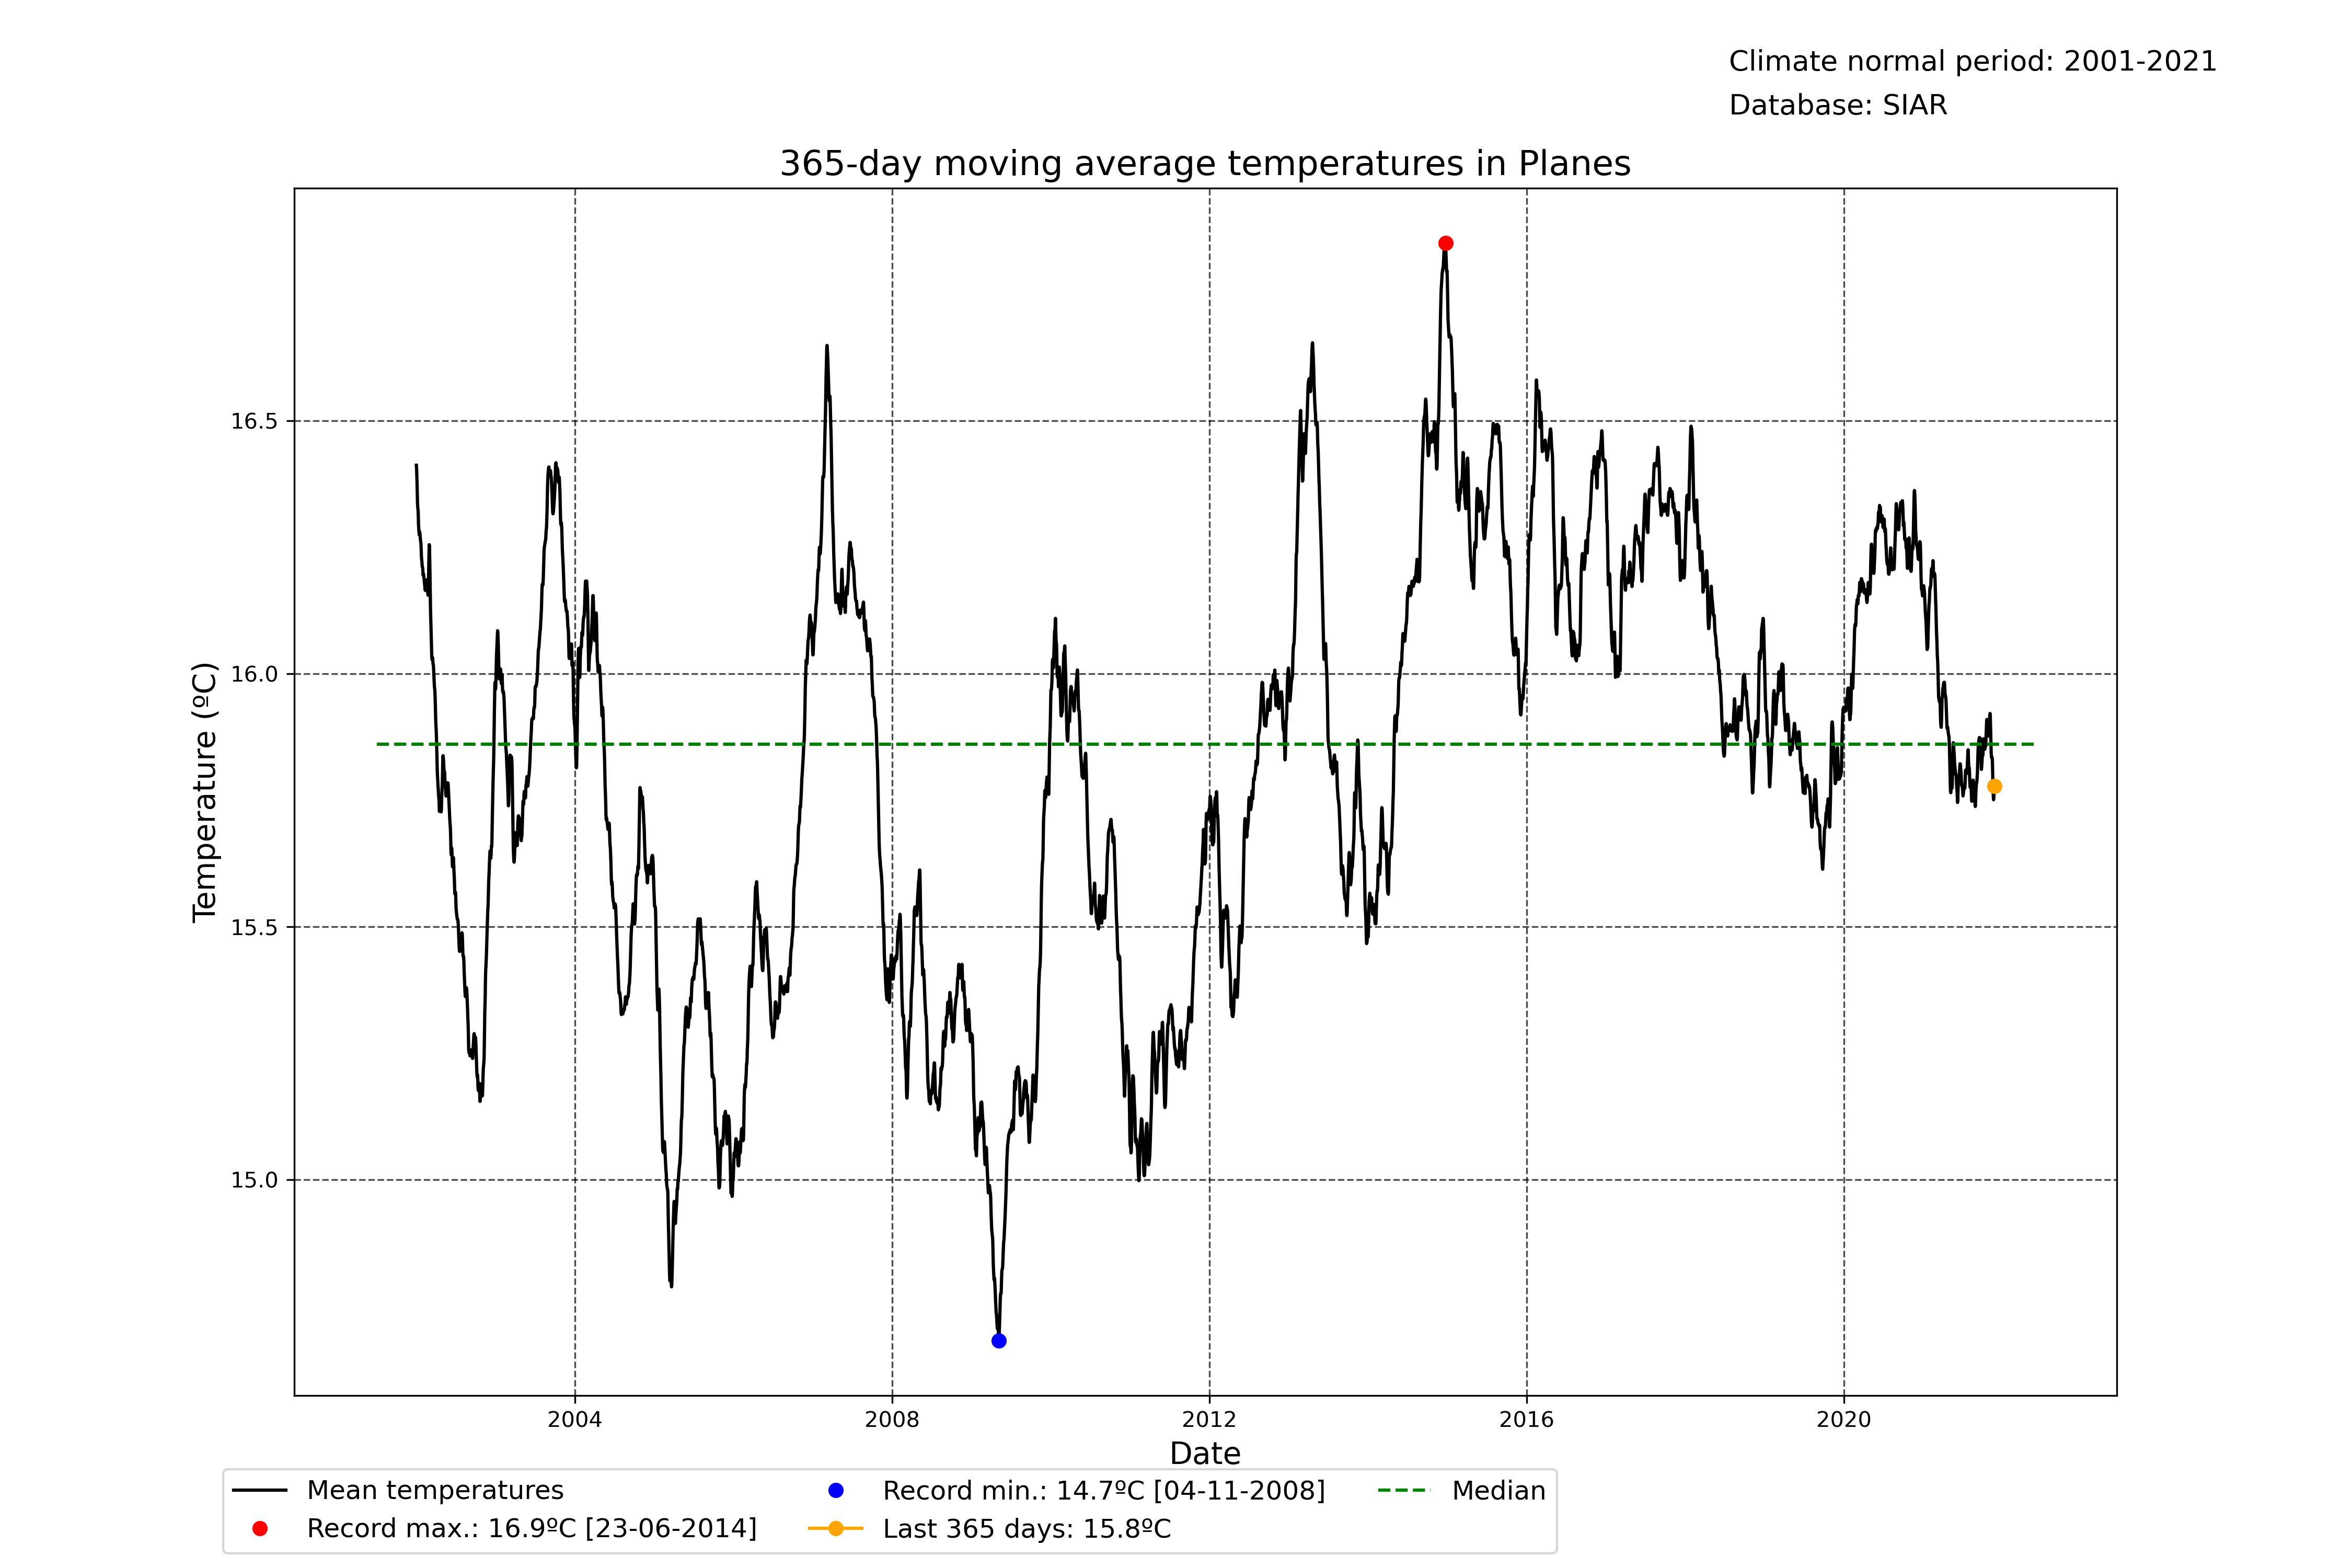 Climate normal period: 2001-2021
Database: SIAR
365-day moving average temperatures in Planes
Temperature (ºC)
16.5
16.0
15.5
15.0
2004 2008 2012 2016 2020
Date
Mean temperatures
Record max.: 16.9ºC [23-06-2014]
Record min.: 14.7ºC [04-11-2008]
Last 365 days: 15.8ºC
Median